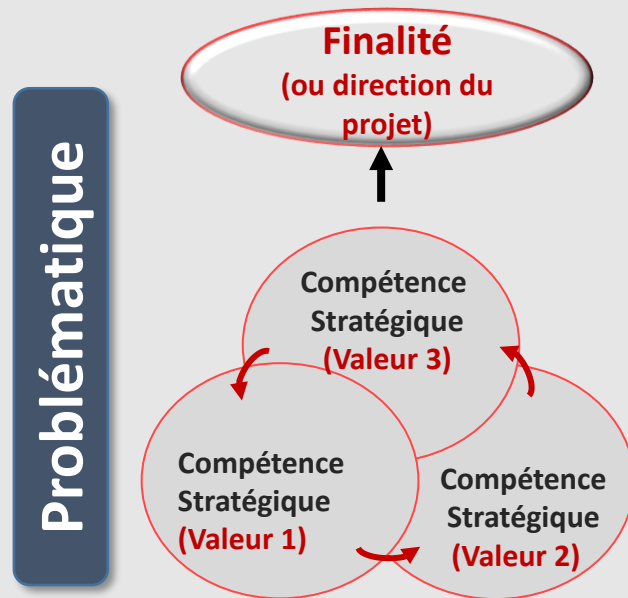 Problématique
Finalité
(ou direction du
projet)
Compétence
Stratégique
(Valeur 3)
Compétence
Stratégique
(Valeur 1)
Compétence
Stratégique
(Valeur 2)